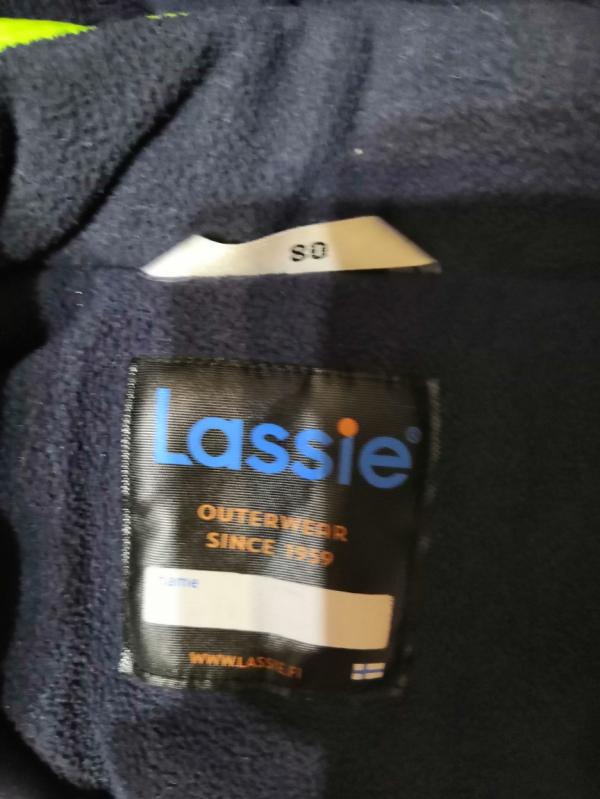 80
Lassie®
OUTERWEAR
SINCE 1959
name
WWW.LASSIE.FI